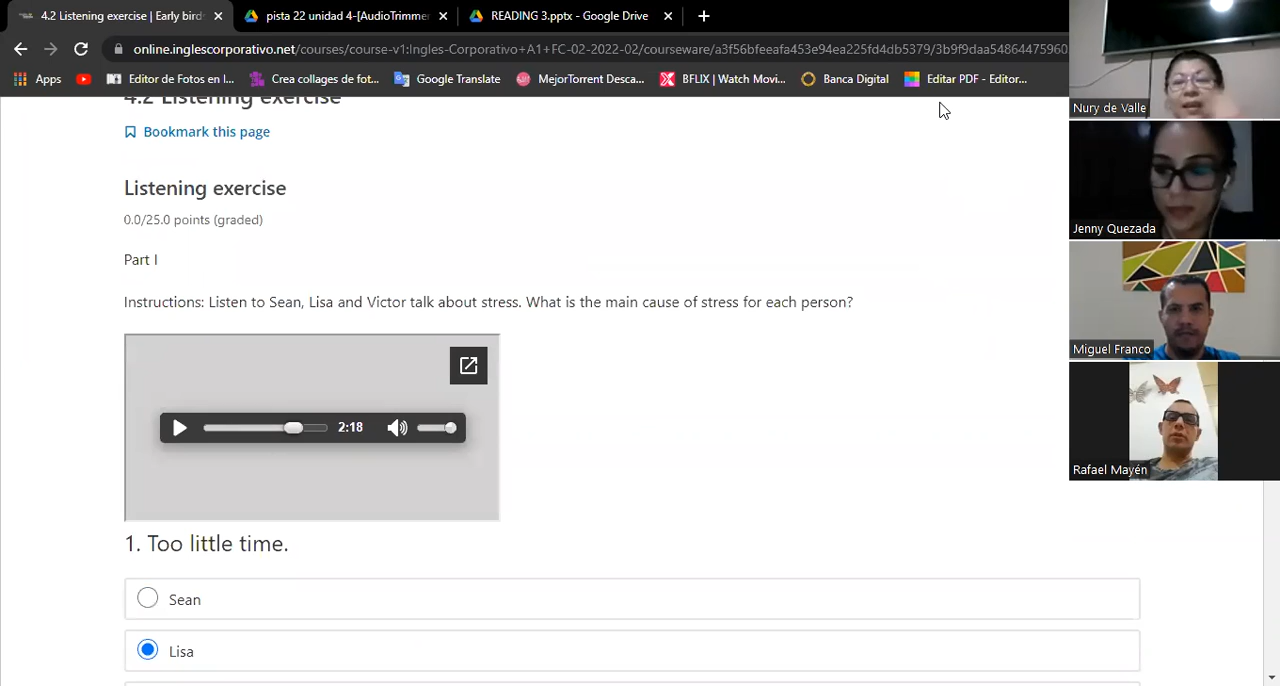 4.2 Listening exercise | Early bird:
pista 22 unidad 4-[AudioTrimmer
READING 3.pptx - Google Drive
online.inglescorporativo.net/courses/course-v1:Ingles-Corporativo+A1+FC-02-2022-02/courseware/a3f56bfeeafa453e94ea225fd4db5379/3b9f9daa54864475960
Apps
Editor de Fotos en l...
Crea collages de fot...
Google Translate
MejorTorrent Desca...
BFLIX | Watch Movi...
Banca Digital
Editar PDF - Editor...
4.2 Listening exercise
Bookmark this page
Listening exercise
0.0/25.0 points (graded)
Part I
Instructions: Listen to Sean, Lisa and Victor talk about stress. What is the main cause of stress for each person?
2:18
1. Too little time.
Sean
Lisa
Nury de Valle
Jenny Quezada
Miguel Franco
Rafael Mayén